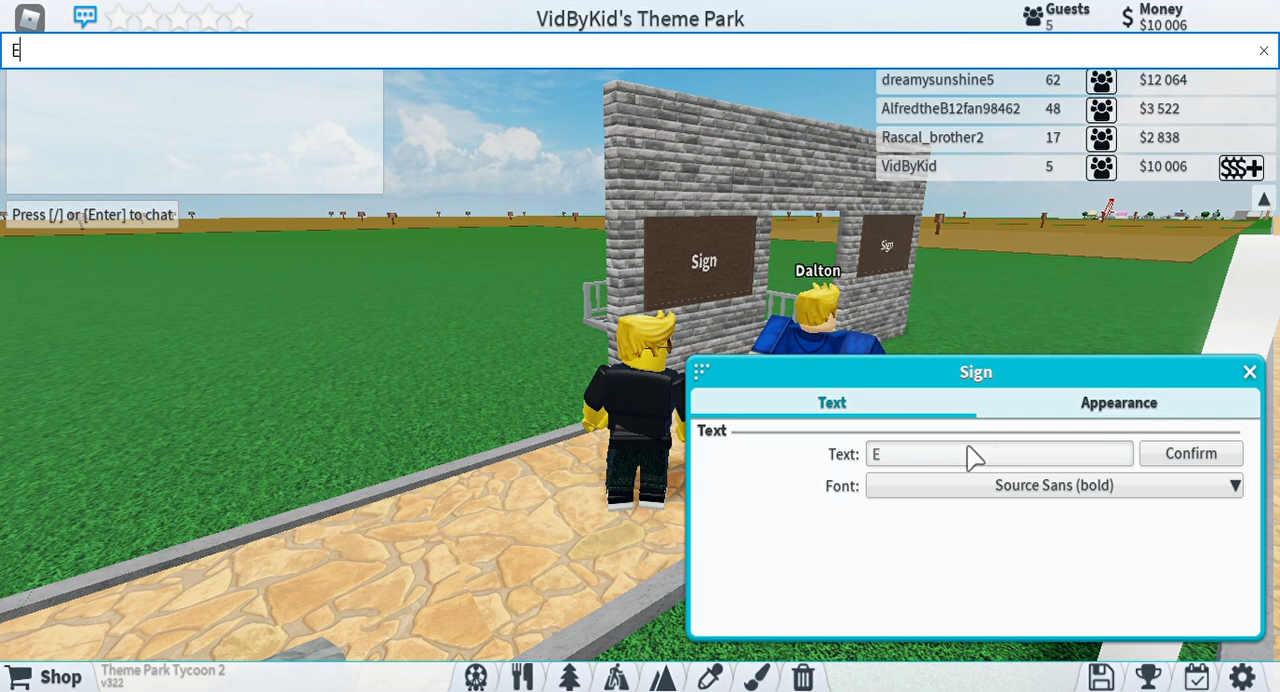 VidByKid's Theme Park
Guests
5
Money
$10 006
E
dreamysunshine5 62 $12 064
AlfredtheB12fan98462 48 $3 522
Rascal_brother2 17 $2 838
VidByKid 5 $10 006 $$$+
Press [/] or [Enter] to chat
Sign
Sign
Dalton
Sign
Text Appearance
Text
Text: E Confirm
Font: Source Sans (bold)
Shop
Theme Park Tycoon 2
v322